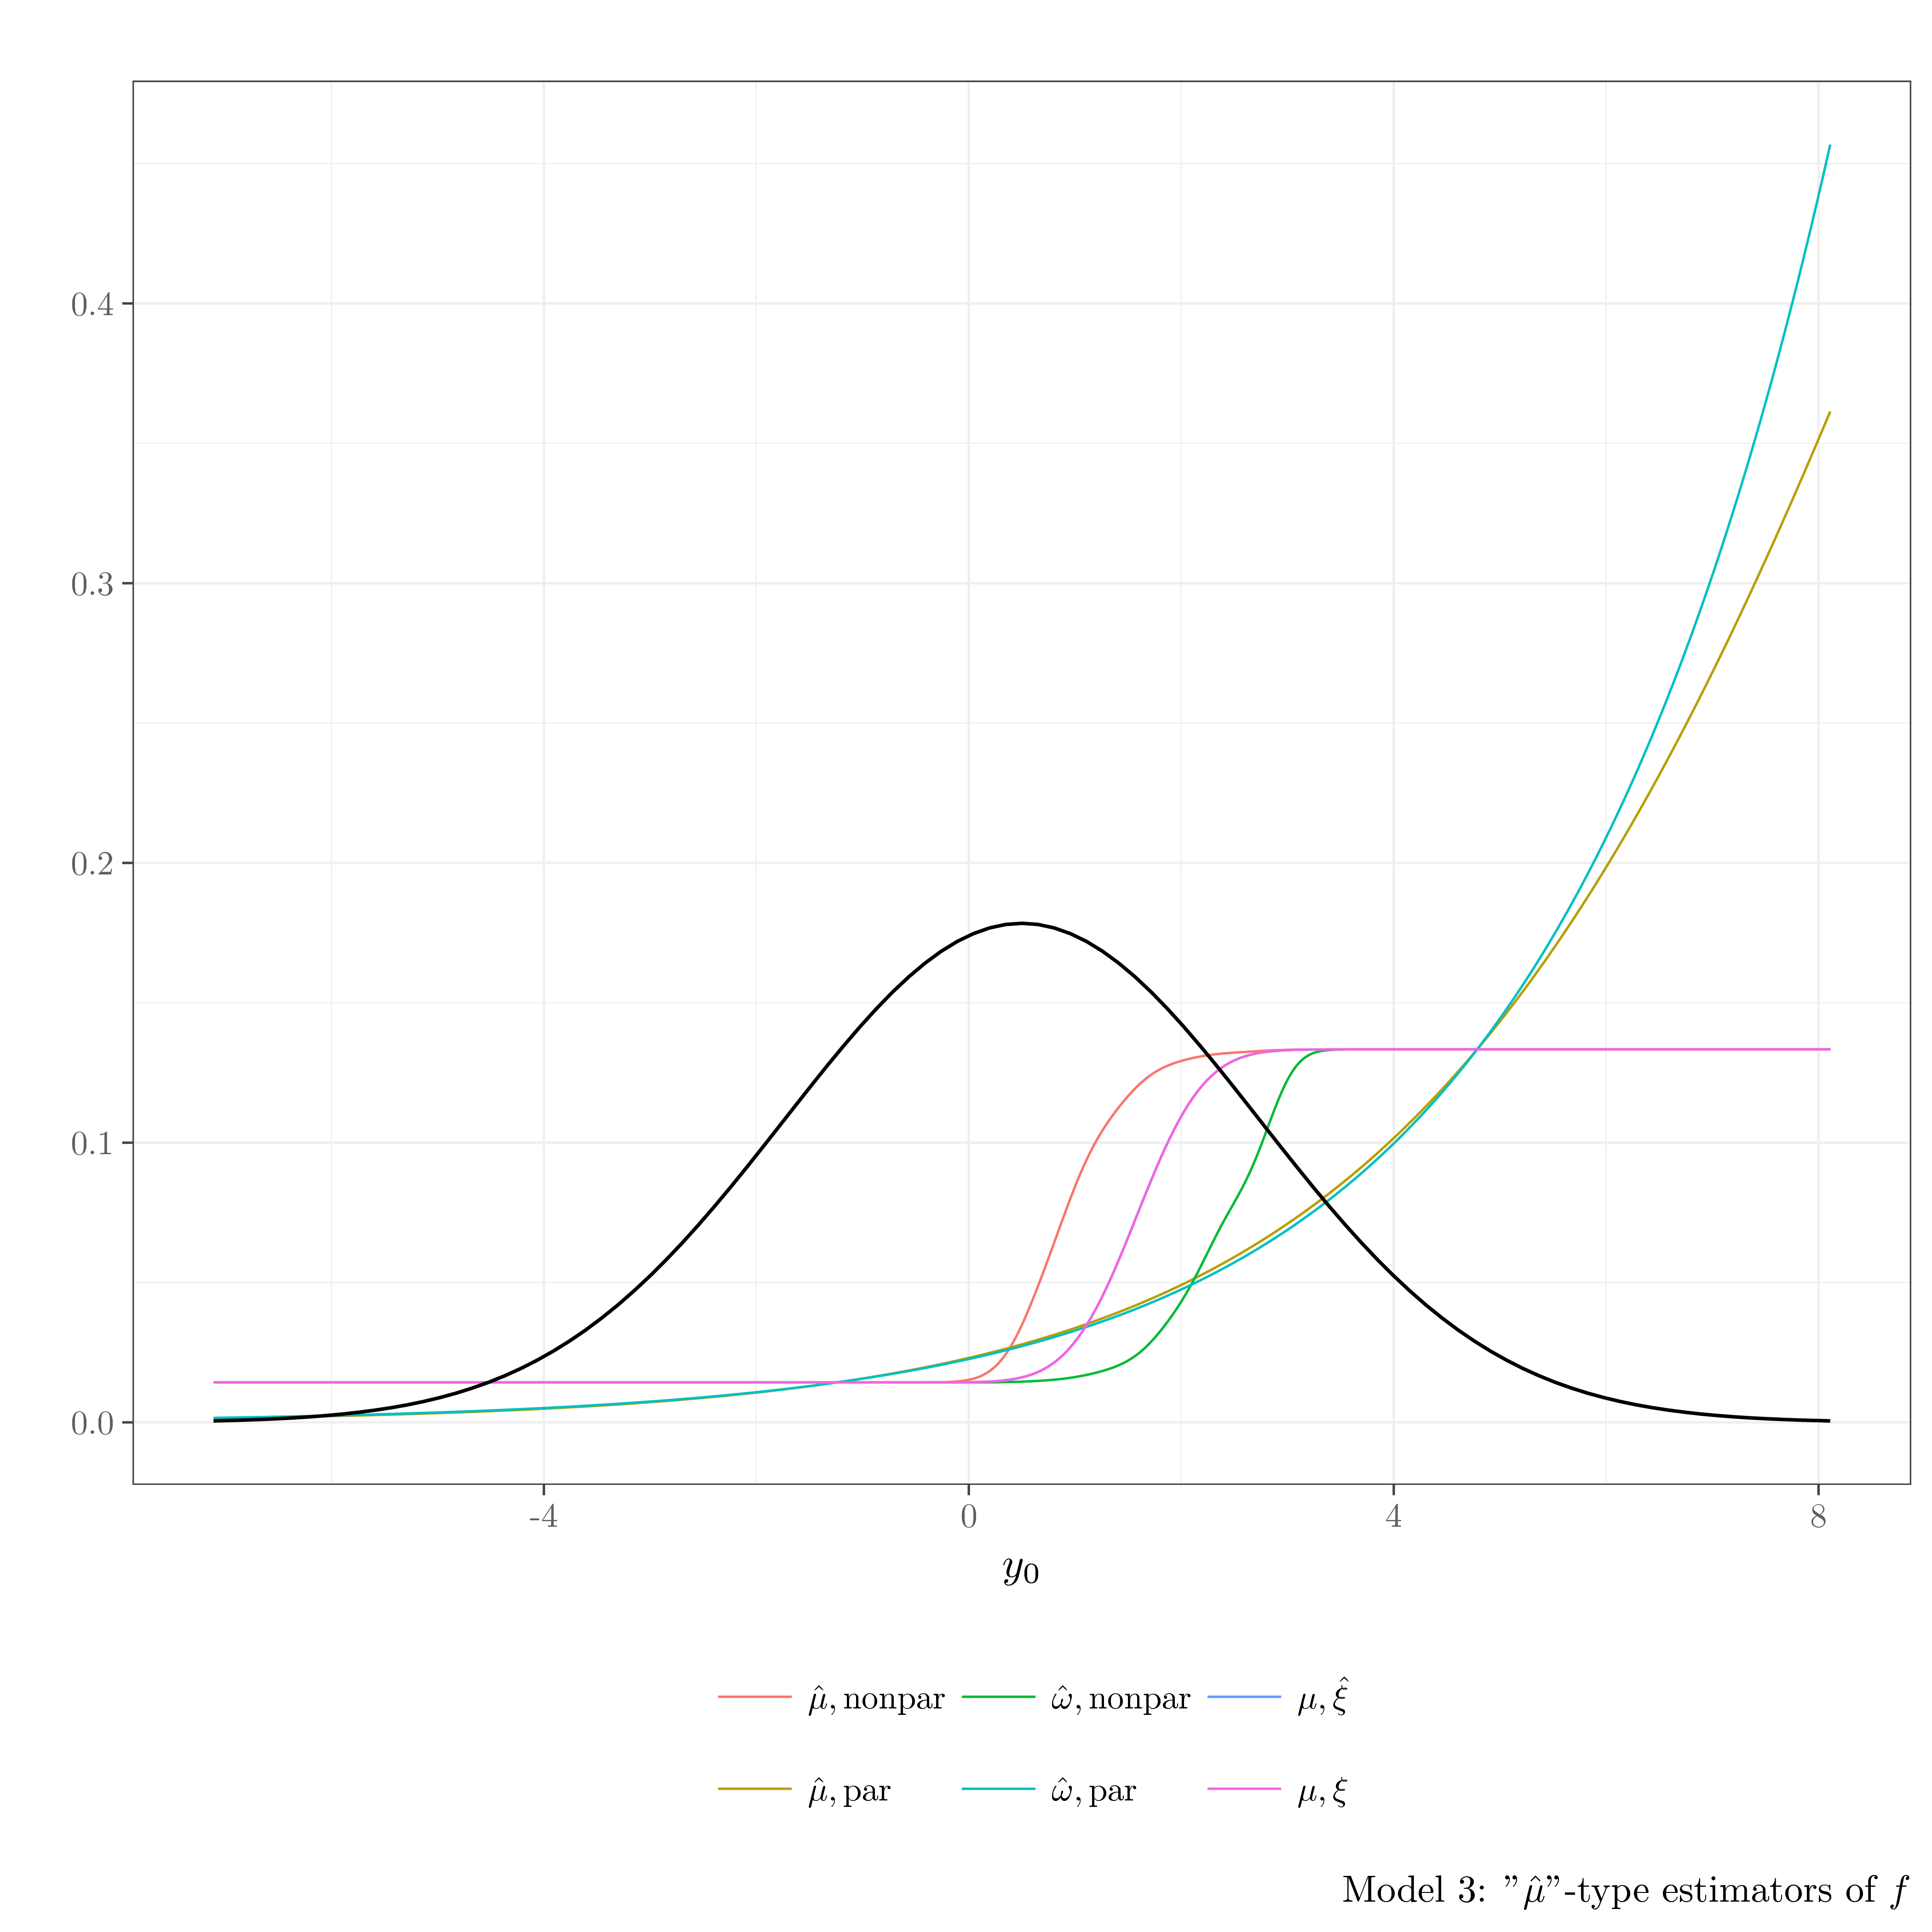 0.4
0.3
0.2
0.1
0.0
-4 0 4 8
y₀
μ̂, nonpar ω̂, nonpar μ, ξ̂
μ̂, par ω̂, par μ, ξ
Model 3: ”μ̂”-type estimators of f